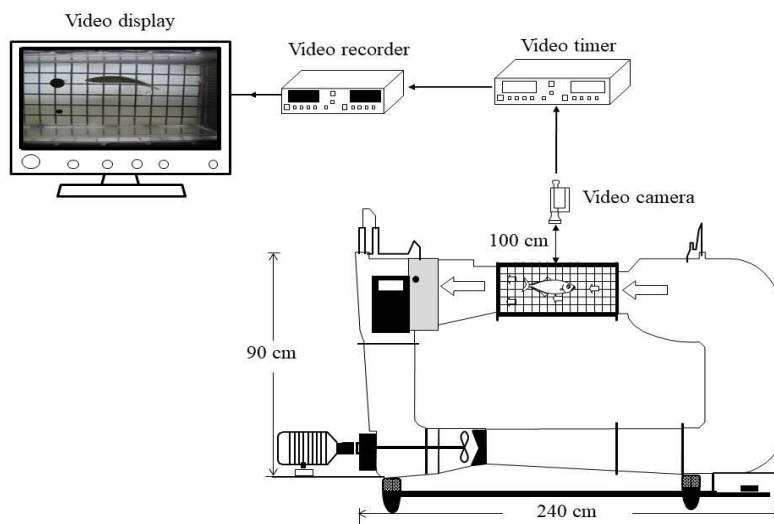 Video display
Video recorder
Video timer
Video camera
100 cm
90 cm
240 cm